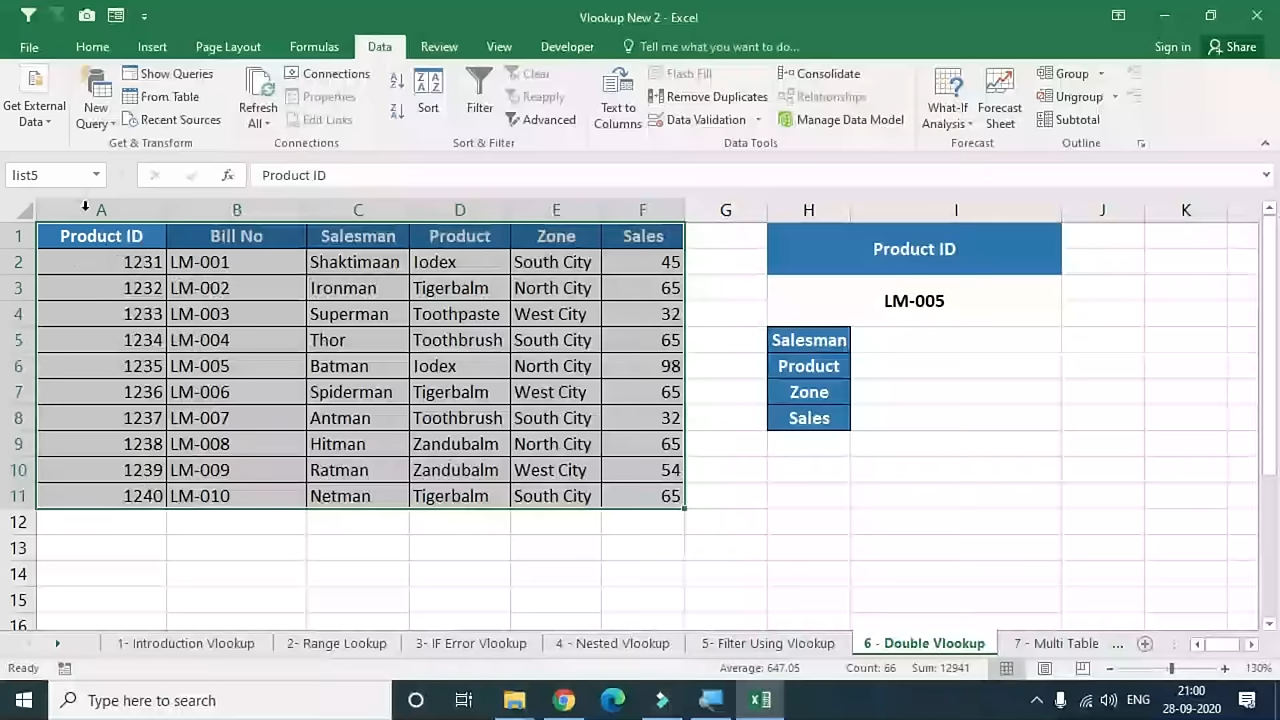 Vlookup New 2 - Excel
File Home Insert Page Layout Formulas Data Review View Developer Tell me what you want to do... Sign in Share
Get External Data
New Query
Show Queries
From Table
Recent Sources
Get & Transform
Refresh All
Connections
Properties
Edit Links
Connections
Sort
Filter
Clear
Reapply
Advanced
Sort & Filter
Text to Columns
Flash Fill
Remove Duplicates
Data Validation
Consolidate
Relationships
Manage Data Model
Data Tools
What-If Analysis
Forecast Sheet
Forecast
Group
Ungroup
Subtotal
Outline
list5 fx Product ID
A B C D E F G H I J K
1 Product ID Bill No Salesman Product Zone Sales
2 1231 LM-001 Shaktimaan Iodex South City 45
3 1232 LM-002 Ironman Tigerbalm North City 65
4 1233 LM-003 Superman Toothpaste West City 32
5 1234 LM-004 Thor Toothbrush South City 65
6 1235 LM-005 Batman Iodex North City 98
7 1236 LM-006 Spiderman Tigerbalm West City 65
8 1237 LM-007 Antman Toothbrush South City 32
9 1238 LM-008 Hitman Zandubalm North City 65
10 1239 LM-009 Ratman Zandubalm West City 54
11 1240 LM-010 Netman Tigerbalm South City 65
12
13
14
15
16
Product ID
LM-005
Salesman
Product
Zone
Sales
1- Introduction Vlookup 2- Range Lookup 3- IF Error Vlookup 4 - Nested Vlookup 5- Filter Using Vlookup 6 - Double Vlookup 7 - Multi Table ...
Ready Average: 647.05 Count: 66 Sum: 12941 130%
Type here to search ENG 21:00
28-09-2020